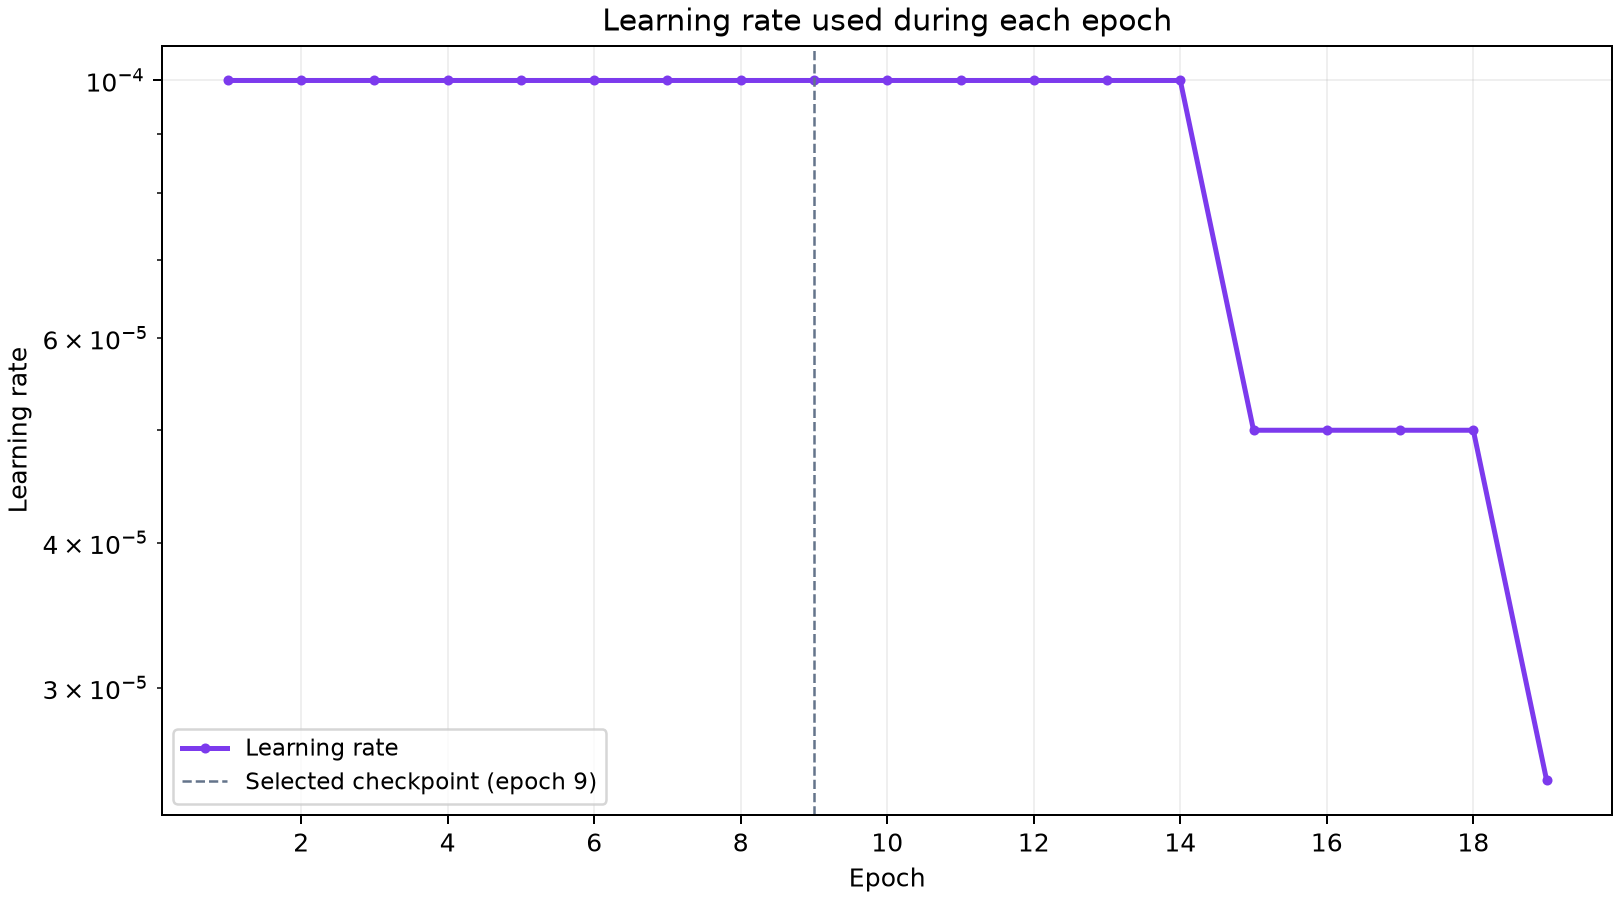 Learning rate used during each epoch
10⁻⁴
6 × 10⁻⁵
4 × 10⁻⁵
3 × 10⁻⁵
Learning rate
Learning rate
Selected checkpoint (epoch 9)
2 4 6 8 10 12 14 16 18
Epoch